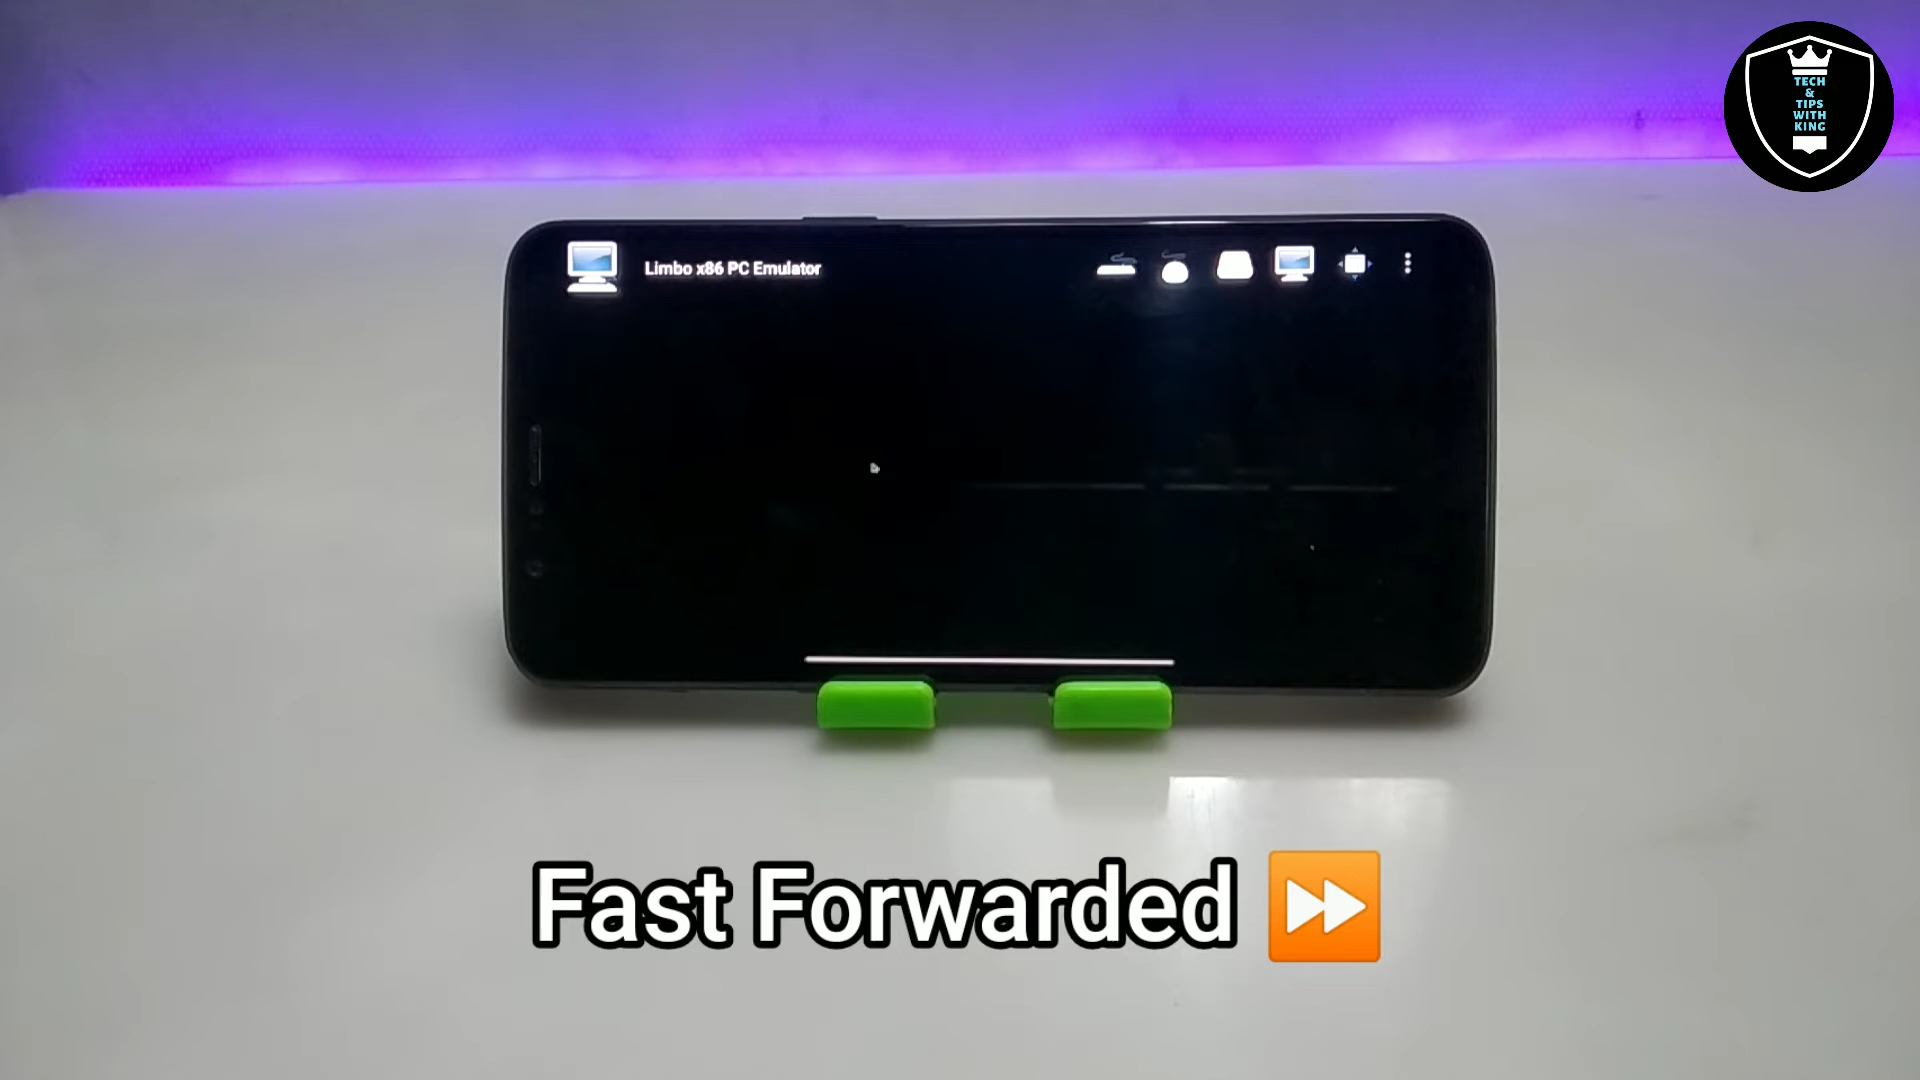 TECH
&
TIPS
WITH
KING
Limbo x86 PC Emulator
Fast Forwarded ⏩